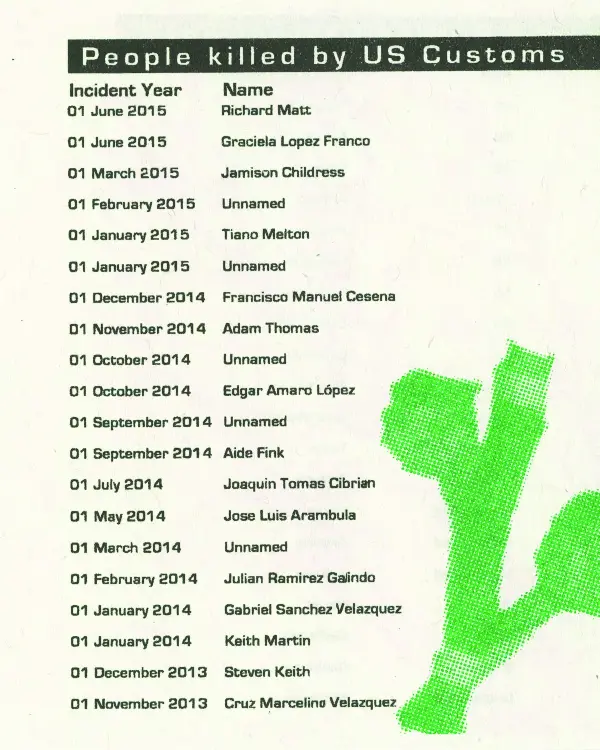 People killed by US Customs
Incident Year Name
01 June 2015 Richard Matt
01 June 2015 Graciela Lopez Franco
01 March 2015 Jamison Childress
01 February 2015 Unnamed
01 January 2015 Tiano Melton
01 January 2015 Unnamed
01 December 2014 Francisco Manuel Cesena
01 November 2014 Adam Thomas
01 October 2014 Unnamed
01 October 2014 Edgar Amaro López
01 September 2014 Unnamed
01 September 2014 Aide Fink
01 July 2014 Joaquin Tomas Cibrian
01 May 2014 Jose Luis Arambula
01 March 2014 Unnamed
01 February 2014 Julian Ramirez Galindo
01 January 2014 Gabriel Sanchez Velazquez
01 January 2014 Keith Martin
01 December 2013 Steven Keith
01 November 2013 Cruz Marcelino Velazquez